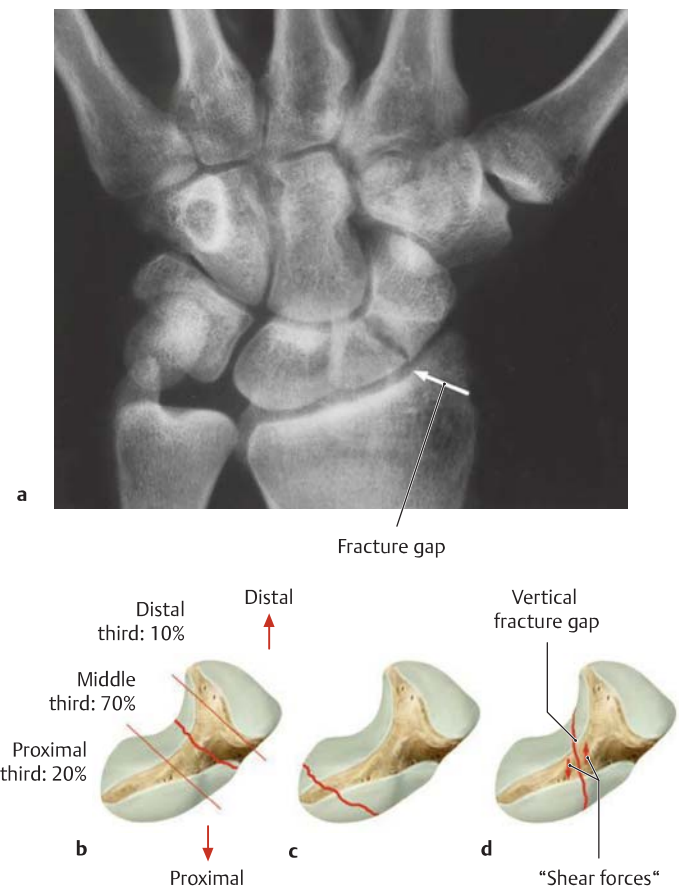 a
Fracture gap
Distal
third: 10%
Distal
Middle
third: 70%
Proximal
third: 20%
Vertical
fracture gap
b
Proximal
c
d
“Shear forces“